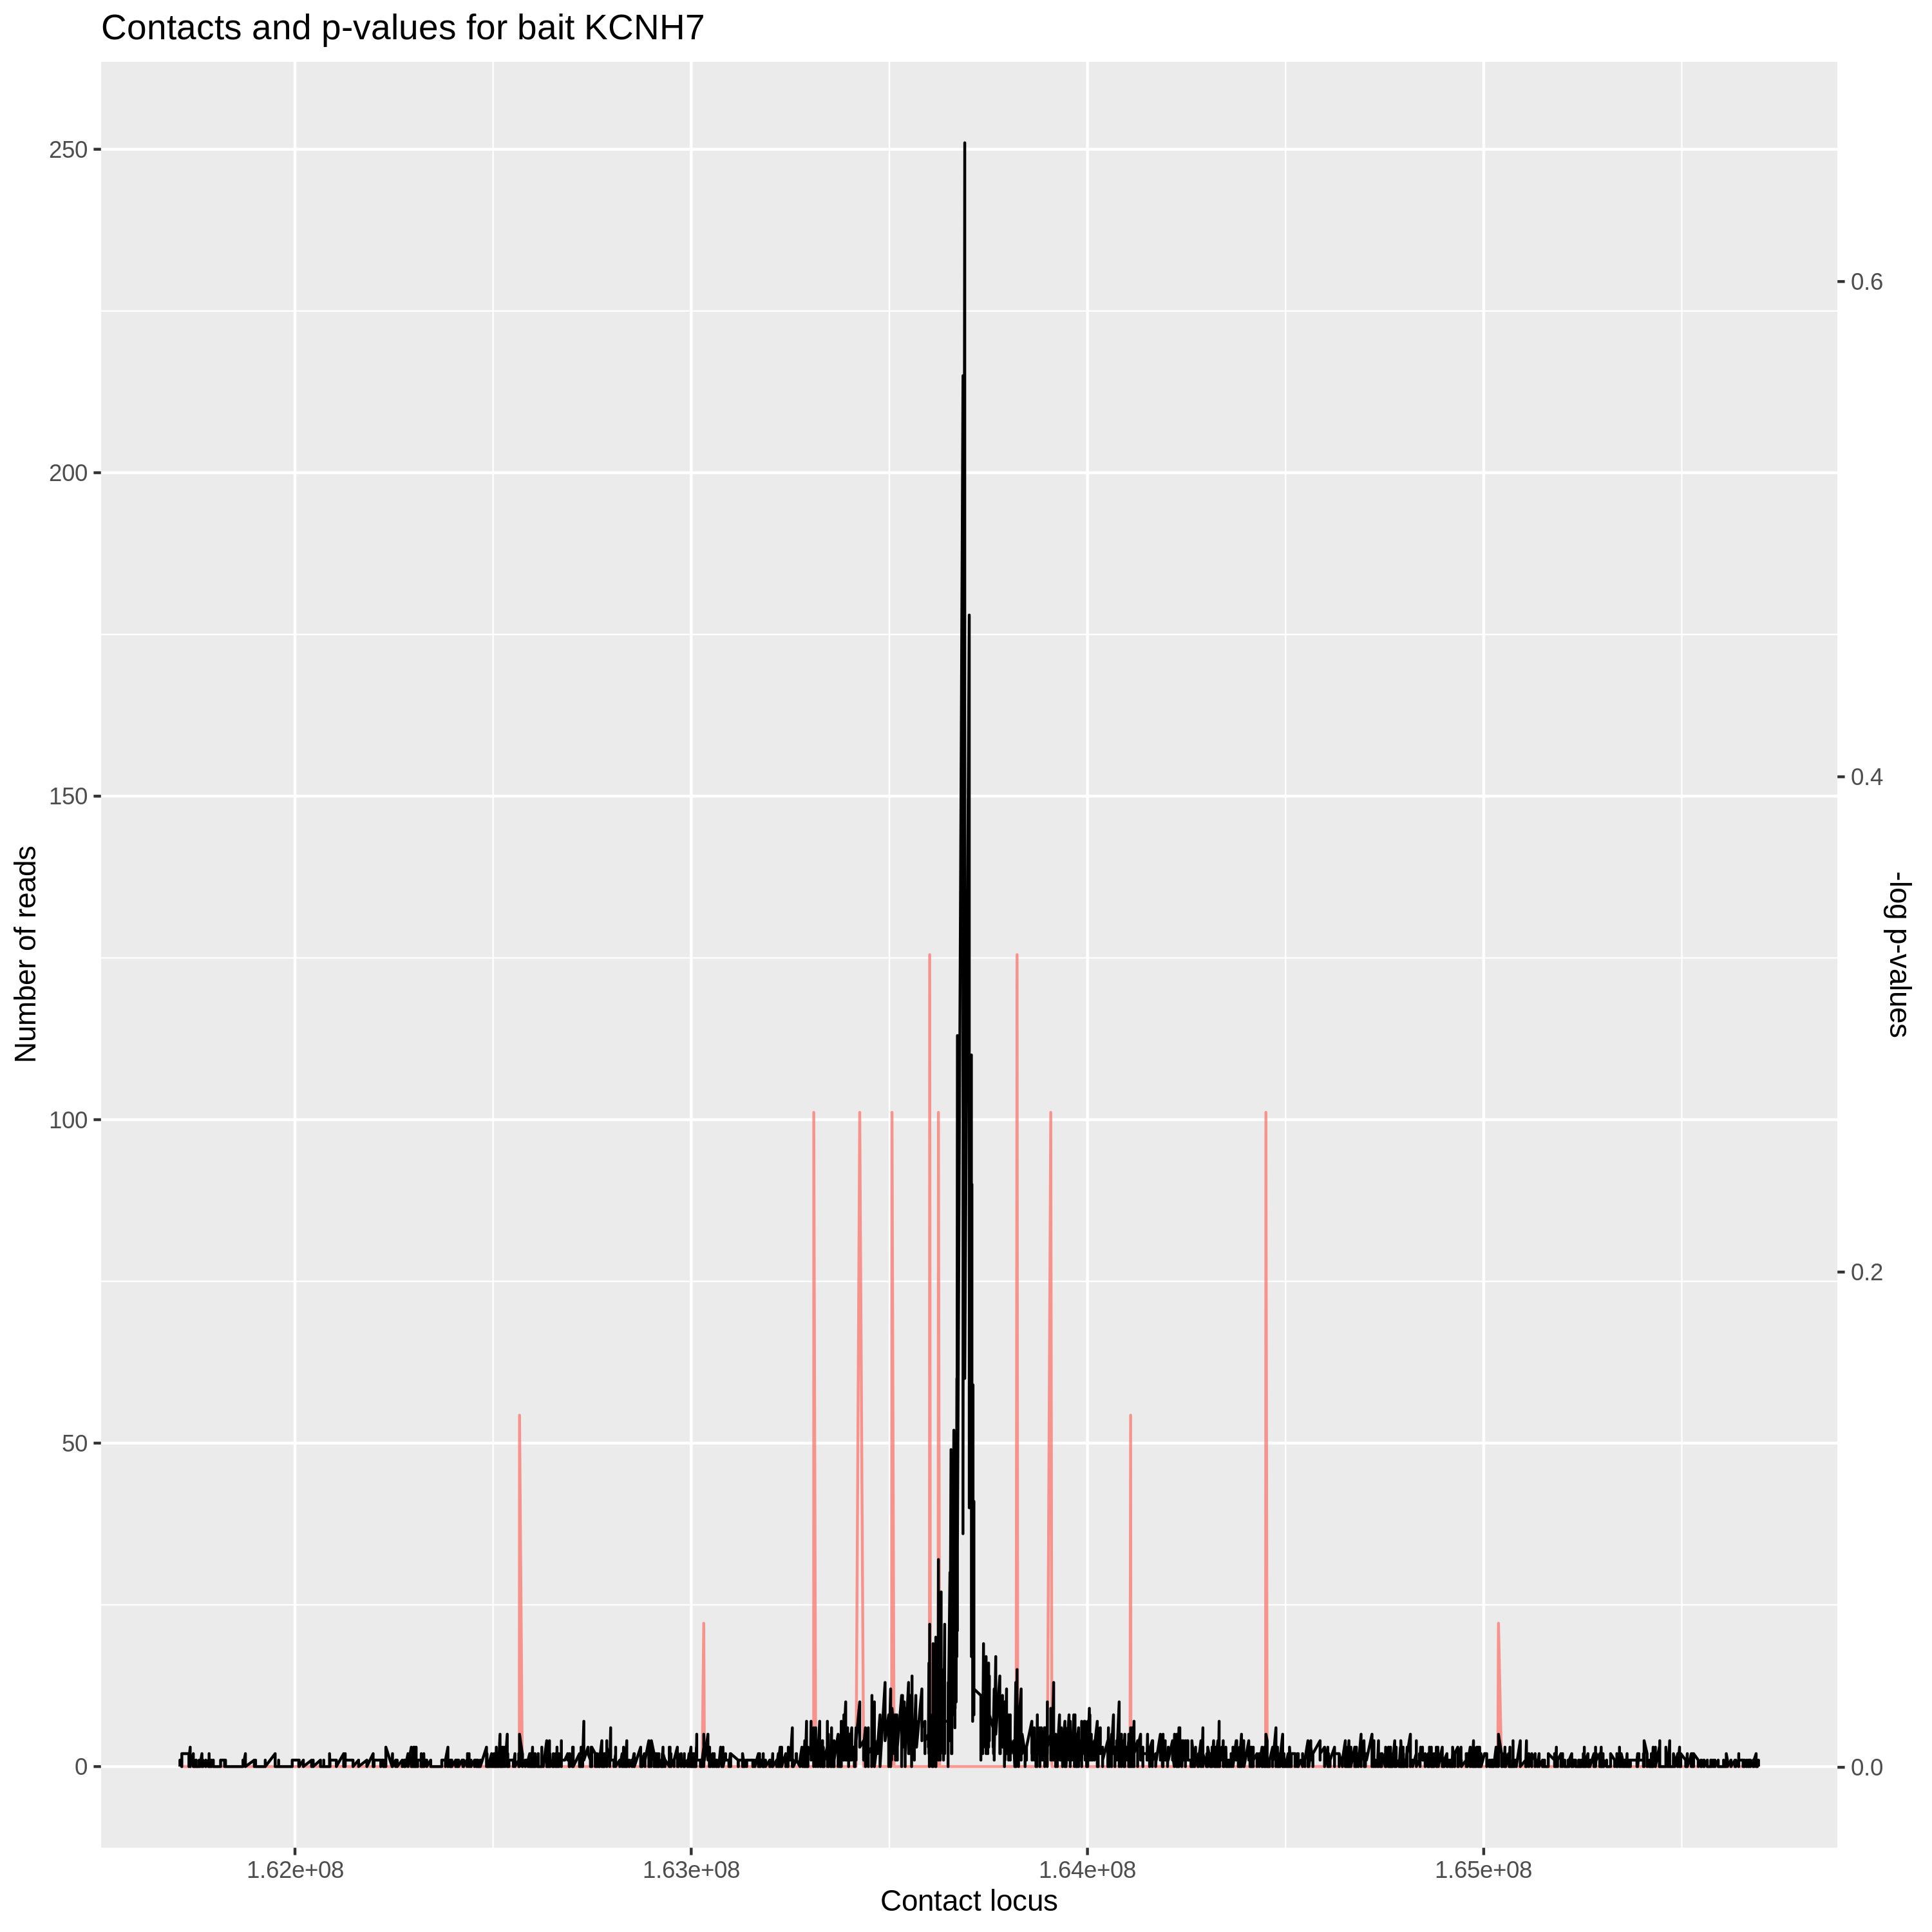 Contacts and p-values for bait KCNH7
250
200
150
100
50
0
Number of reads
0.6
0.4
0.2
0.0
-log p-values
1.62e+08 1.63e+08 1.64e+08 1.65e+08
Contact locus